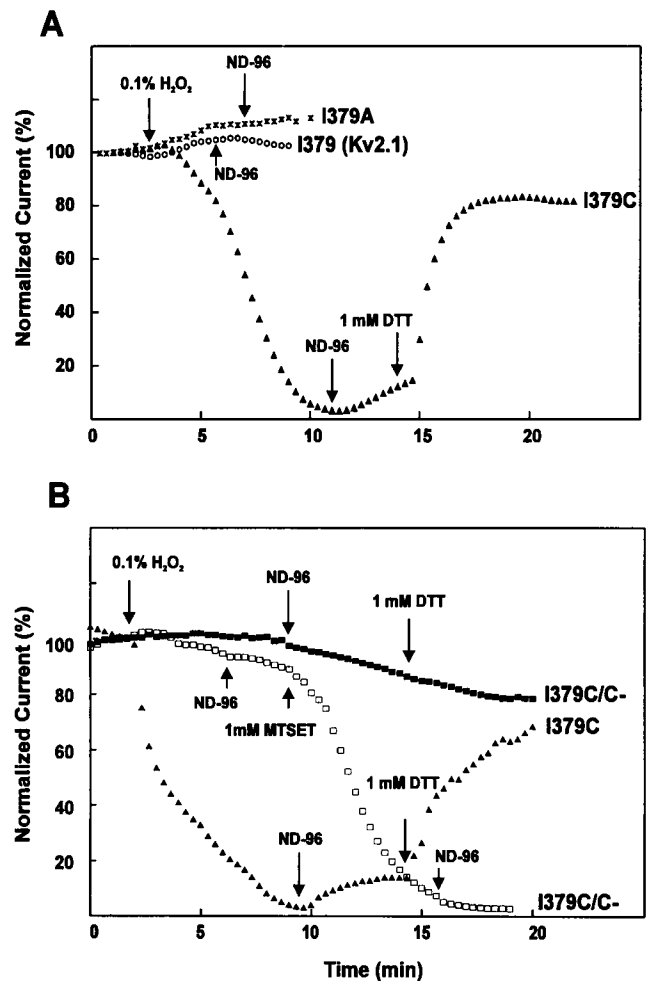 A
ND-96
0.1% H₂O₂
I379A
I379 (Kv2.1)
ND-96
I379C
1 mM DTT
ND-96
Normalized Current (%)
100
80
60
40
20
0
5
10
15
20
B
0.1% H₂O₂
ND-96
1 mM DTT
I379C/C-
ND-96
1mM MTSET
I379C
1 mM DTT
ND-96
ND-96
I379C/C-
Normalized Current (%)
100
80
60
40
20
0
0
5
10
15
20
Time (min)